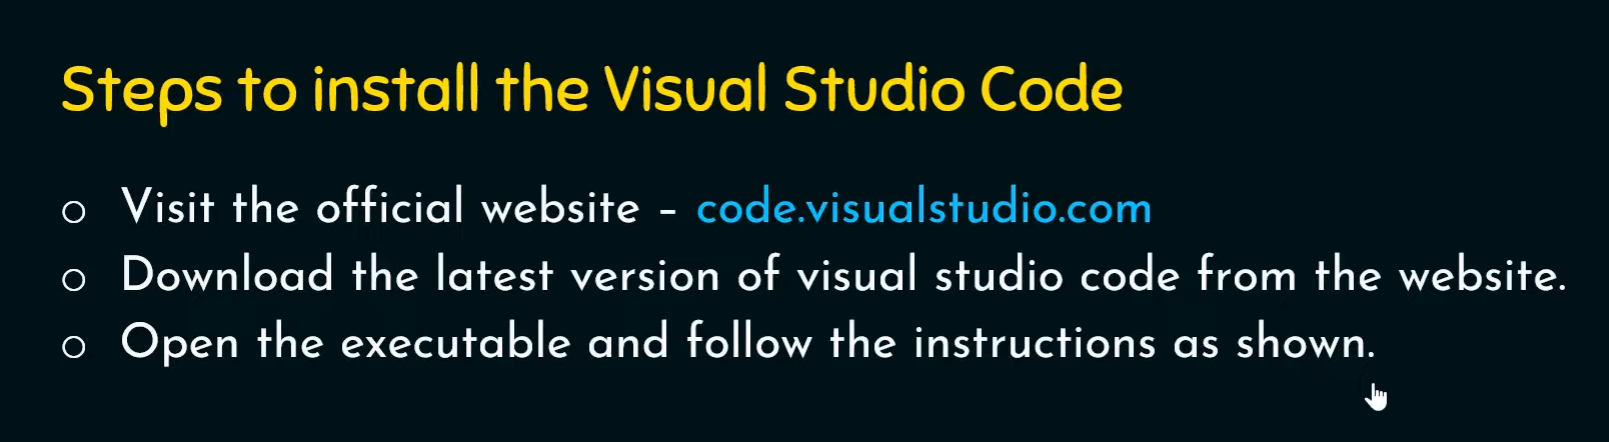 Steps to install the Visual Studio Code
Visit the official website – code.visualstudio.com
Download the latest version of visual studio code from the website.
Open the executable and follow the instructions as shown.